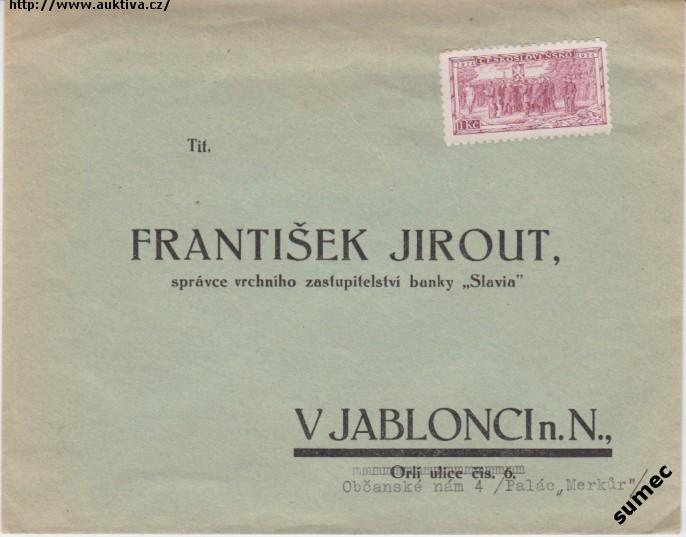 http://www.auktiva.cz/
ČESKOSLOVENSKO
1 Kč
Tit.
FRANTIŠEK JIROUT,
správce vrchního zastupitelství banky „Slavia"
V JABLONCI n. N.,
Orlí ulice čís. 6.
Občanské nám 4 /Palác „Merkůr"/
sumec